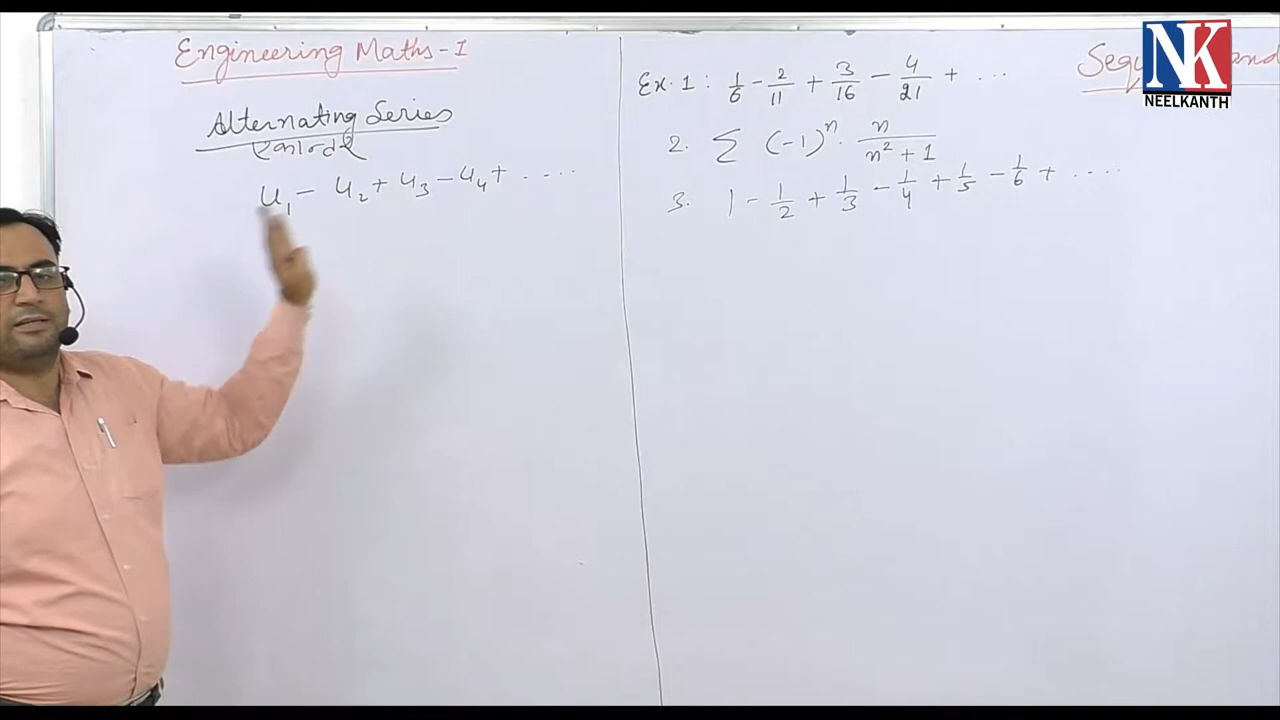 Engineering Maths-I
Alternating Series
एकान्तर
u₁ - u₂ + u₃ - u₄ + ....
Ex. 1 : 1/6 - 2/11 + 3/16 - 4/21 + ...
2. ∑ (-1)ⁿ · n/(n² + 1)
3. 1 - 1/2 + 1/3 - 1/4 + 1/5 - 1/6 + ....
NK
NEELKANTH